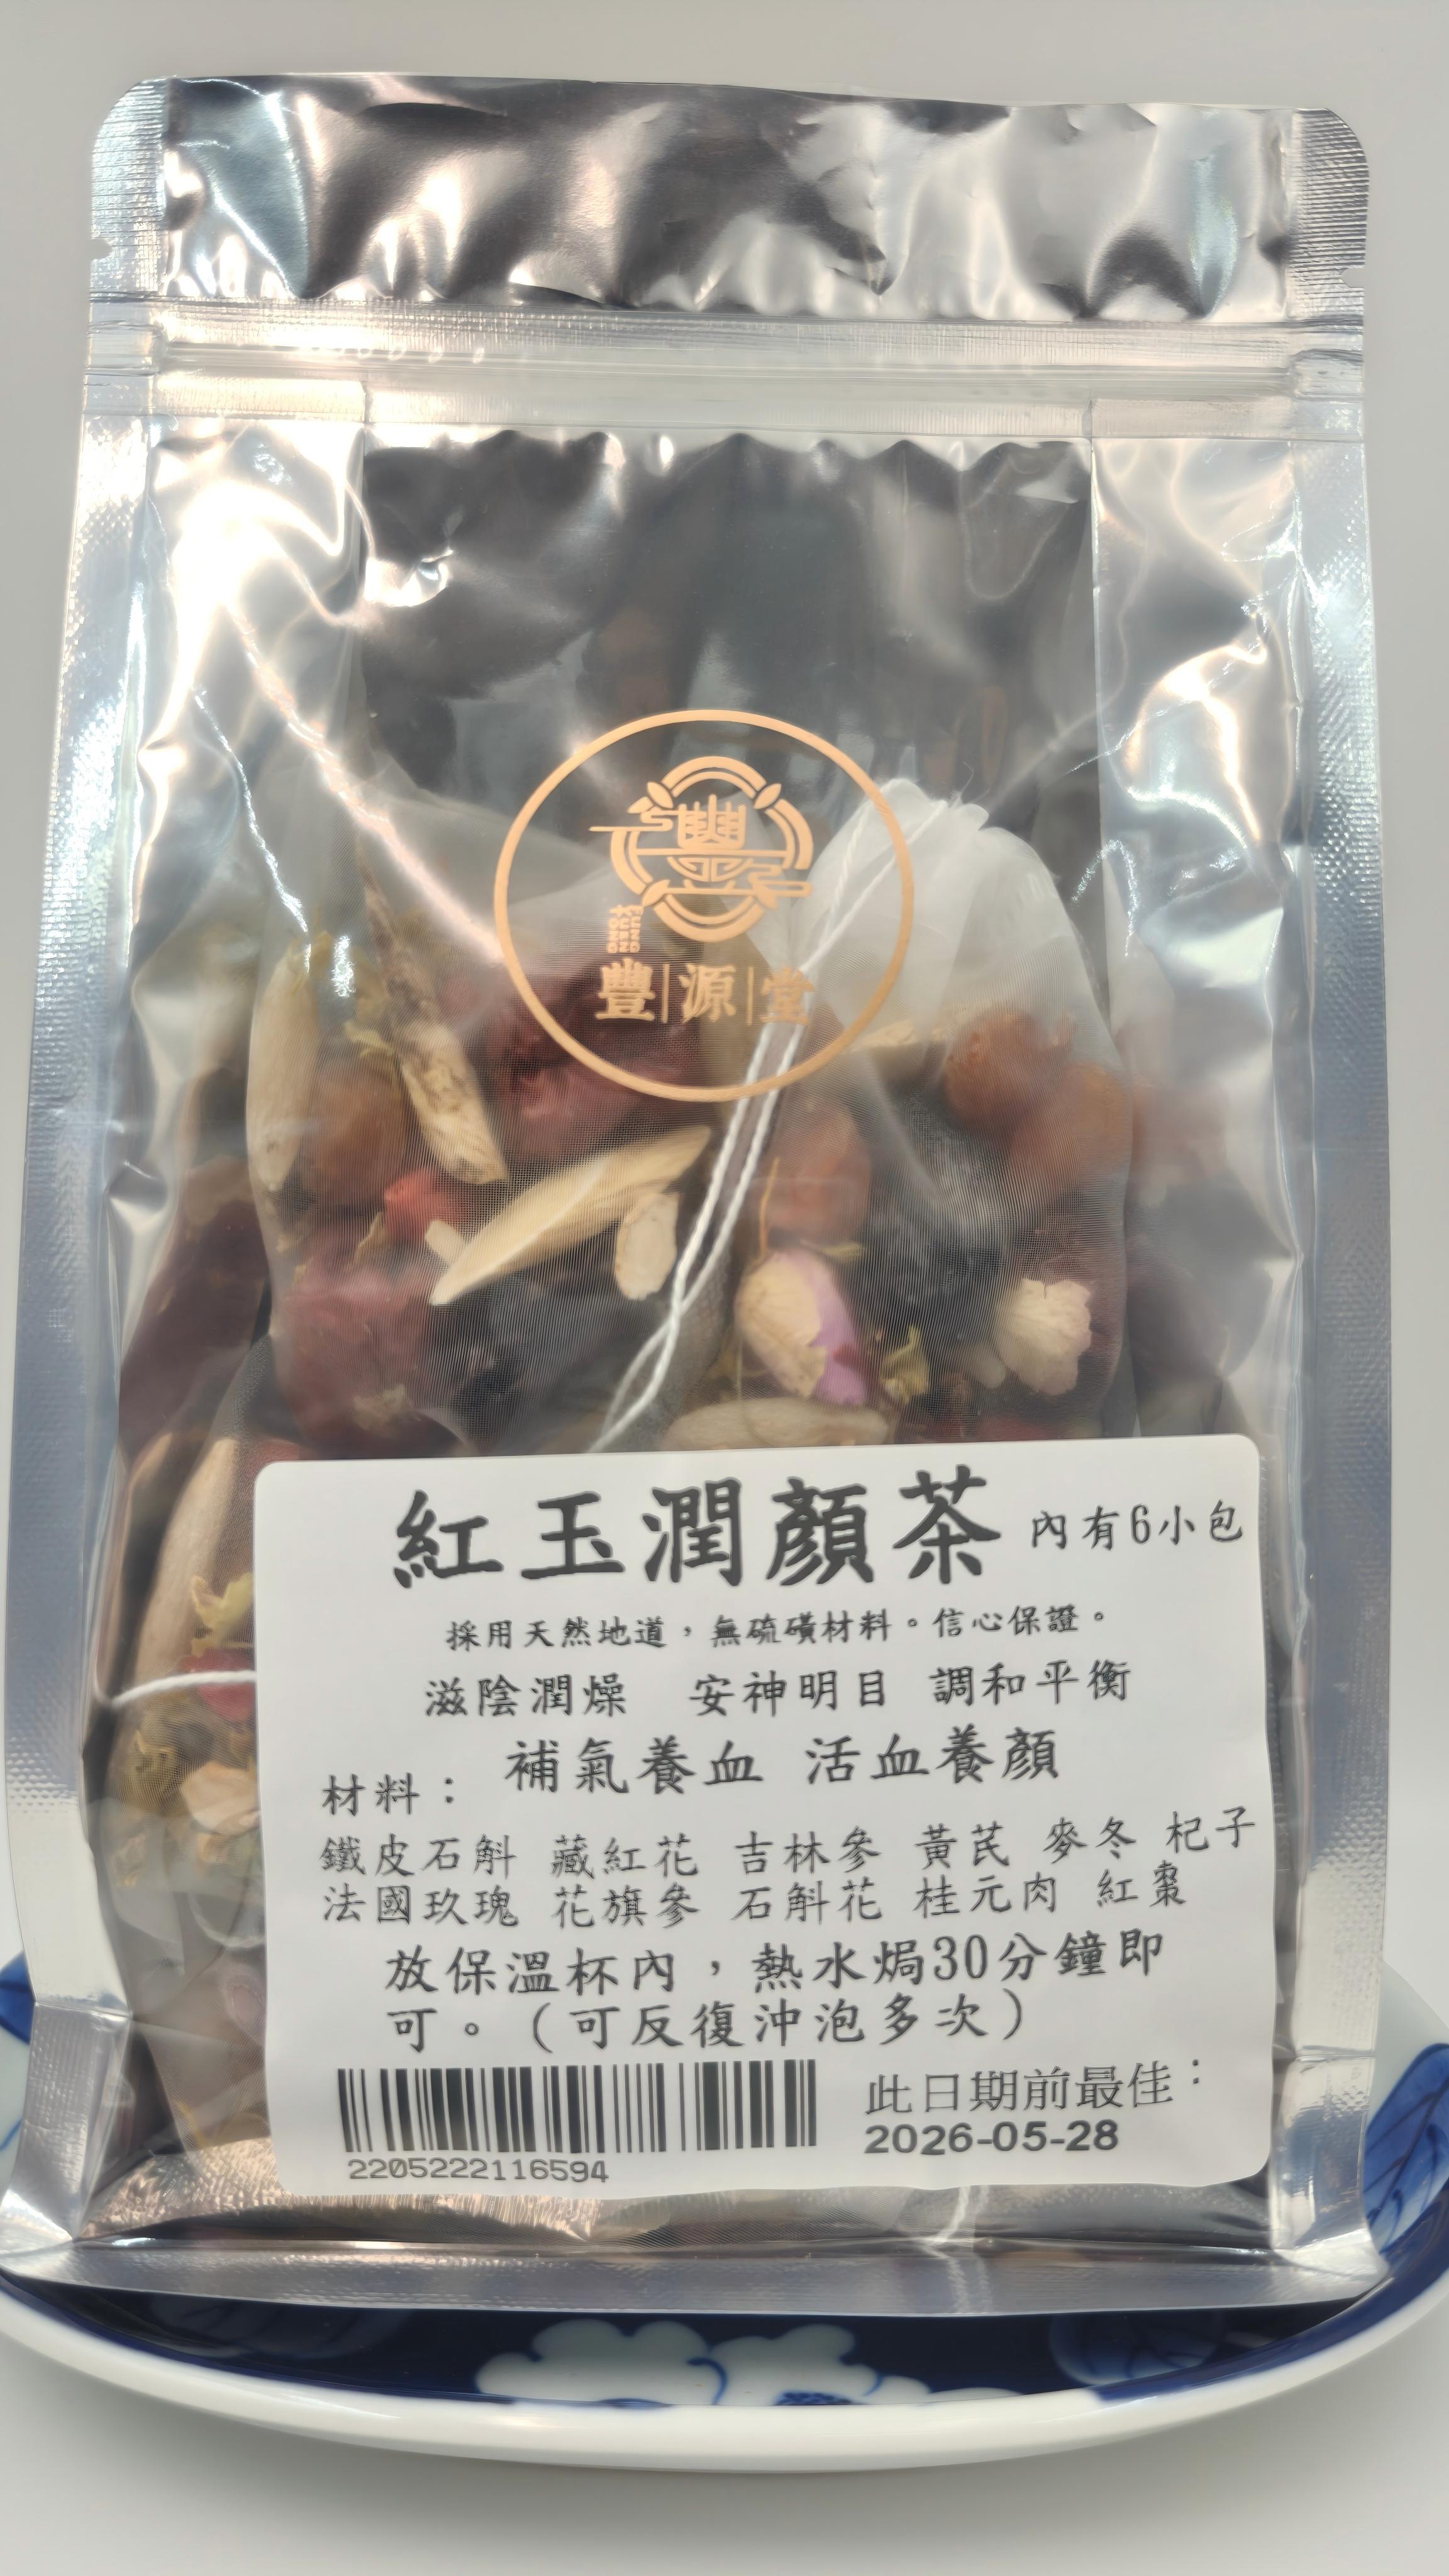 豐
豐|源|堂
紅玉潤顏茶 內有6小包
採用天然地道，無硫磺材料。信心保證。
滋陰潤燥 安神明目 調和平衡
補氣養血 活血養顏
材料：
鐵皮石斛 藏紅花 吉林參 黃芪 麥冬 杞子
法國玫瑰 花旗參 石斛花 桂元肉 紅棗
放保溫杯內，熱水焗30分鐘即
可。（可反復沖泡多次）
此日期前最佳：
2026-05-28
2205222116594